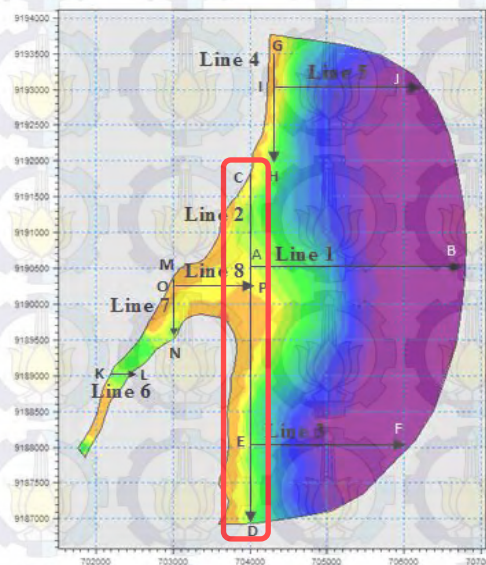 9194000
G
9193500
Line 4
I
Line 5
J
9193000
9192500
9192000
C
H
9191500
Line 2
9191000
M
A
Line 1
B
9190500
O
Line 8
P
9190000
Line 7
9189500
N
K
L
9189000
Line 6
9188500
E
Line 3
F
9188000
9187500
9187000
D
702000 703000 704000 705000 706000 7070